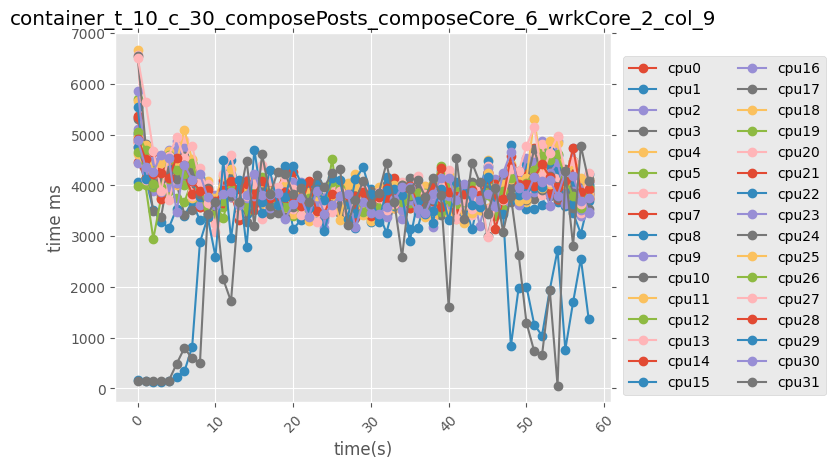 container_t_10_c_30_composePosts_composeCore_6_wrkCore_2_col_9
7000
6000
5000
4000
3000
2000
1000
0
time ms
0 10 20 30 40 50 60
time(s)
cpu0 cpu16
cpu1 cpu17
cpu2 cpu18
cpu3 cpu19
cpu4 cpu20
cpu5 cpu21
cpu6 cpu22
cpu7 cpu23
cpu8 cpu24
cpu9 cpu25
cpu10 cpu26
cpu11 cpu27
cpu12 cpu28
cpu13 cpu29
cpu14 cpu30
cpu15 cpu31